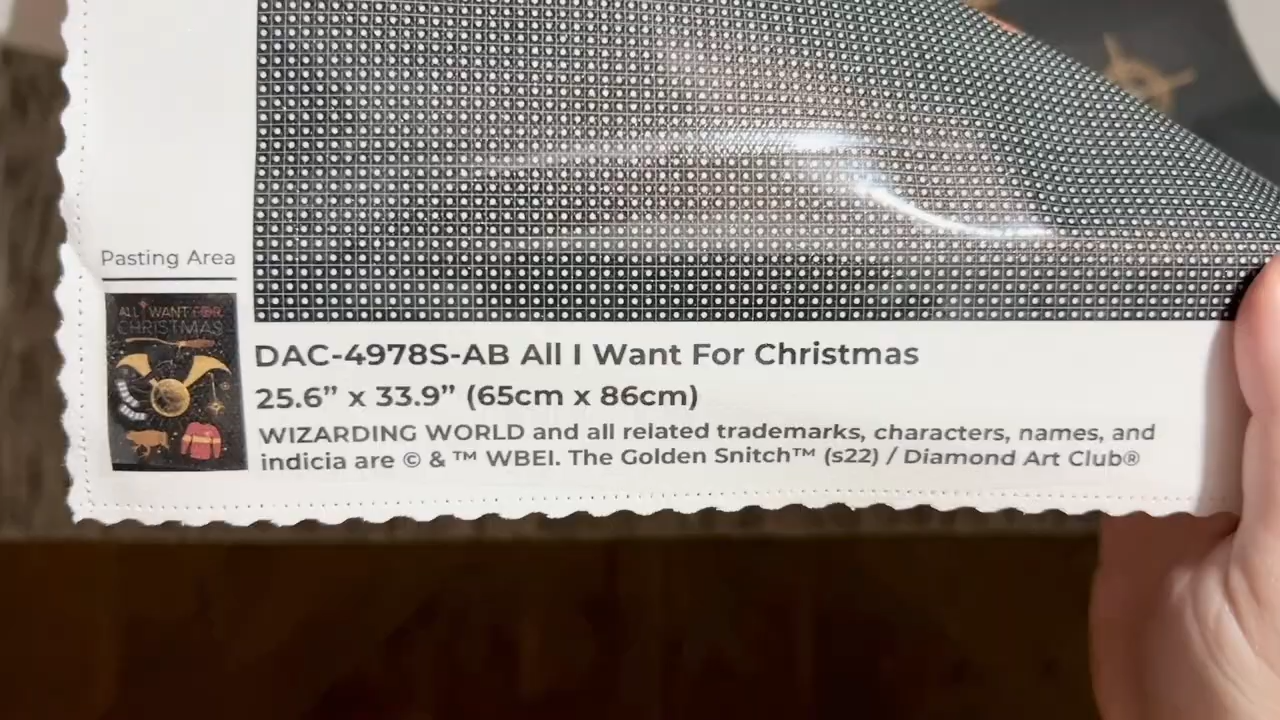 Pasting Area
ALL I WANT FOR
CHRISTMAS
DAC-4978S-AB All I Want For Christmas
25.6” x 33.9” (65cm x 86cm)
WIZARDING WORLD and all related trademarks, characters, names, and
indicia are © & ™ WBEI. The Golden Snitch™ (s22) / Diamond Art Club®